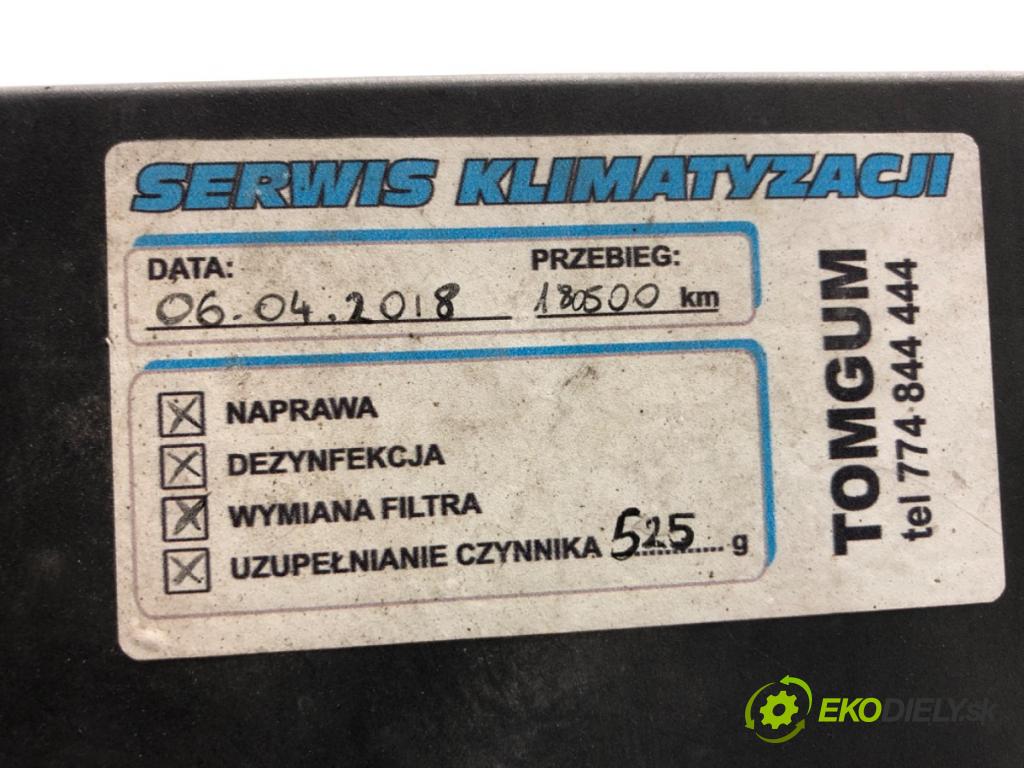 SERWIS KLIMATYZACJI
DATA:
06.04.2018
PRZEBIEG:
180500 km
NAPRAWA
DEZYNFEKCJA
WYMIANA FILTRA
UZUPEŁNIANIE CZYNNIKA 525 g
TOMGUM
tel 774 844 444
EKODIELY.sk